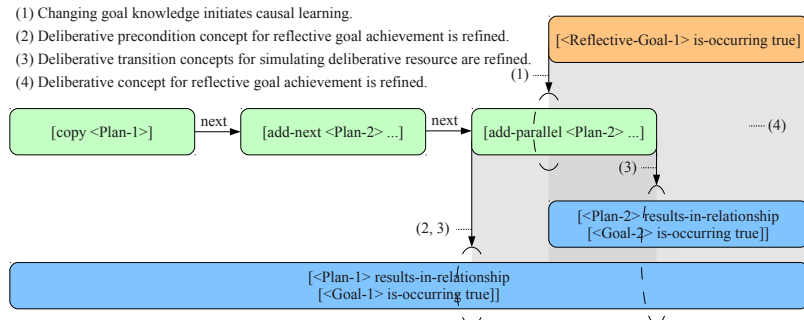 (1) Changing goal knowledge initiates causal learning.
(2) Deliberative precondition concept for reflective goal achievement is refined.
(3) Deliberative transition concepts for simulating deliberative resource are refined.
(4) Deliberative concept for reflective goal achievement is refined.
[<Reflective-Goal-1> is-occurring true]
(1)
[copy <Plan-1>]
next
[add-next <Plan-2> ...]
next
[add-parallel <Plan-2> ...]
(4)
(3)
[<Plan-2> results-in-relationship
[<Goal-2> is-occurring true]]
(2, 3)
[<Plan-1> results-in-relationship
[<Goal-1> is-occurring true]]